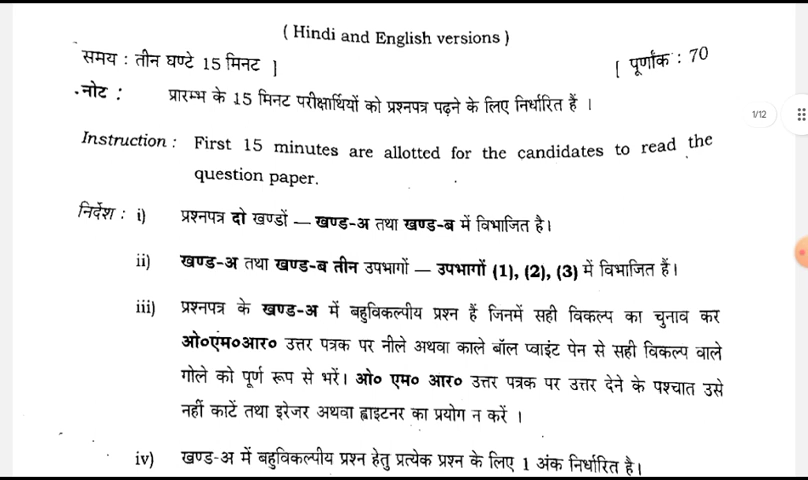 ( Hindi and English versions )
समय : तीन घण्टे 15 मिनट ]
[ पूर्णांक : 70
नोट : प्रारम्भ के 15 मिनट परीक्षार्थियों को प्रश्नपत्र पढ़ने के लिए निर्धारित हैं ।
1/12
Instruction : First 15 minutes are allotted for the candidates to read the
question paper.
निर्देश : i) प्रश्नपत्र दो खण्डों — खण्ड-अ तथा खण्ड-ब में विभाजित है।
ii) खण्ड-अ तथा खण्ड-ब तीन उपभागों — उपभागों (1), (2), (3) में विभाजित हैं।
iii) प्रश्नपत्र के खण्ड-अ में बहुविकल्पीय प्रश्न हैं जिनमें सही विकल्प का चुनाव कर
ओ०एम०आर० उत्तर पत्रक पर नीले अथवा काले बॉल प्वाइंट पेन से सही विकल्प वाले
गोले को पूर्ण रूप से भरें। ओ० एम० आर० उत्तर पत्रक पर उत्तर देने के पश्चात उसे
नहीं काटें तथा इरेजर अथवा ह्वाइटनर का प्रयोग न करें ।
iv) खण्ड-अ में बहुविकल्पीय प्रश्न हेतु प्रत्येक प्रश्न के लिए 1 अंक निर्धारित है।